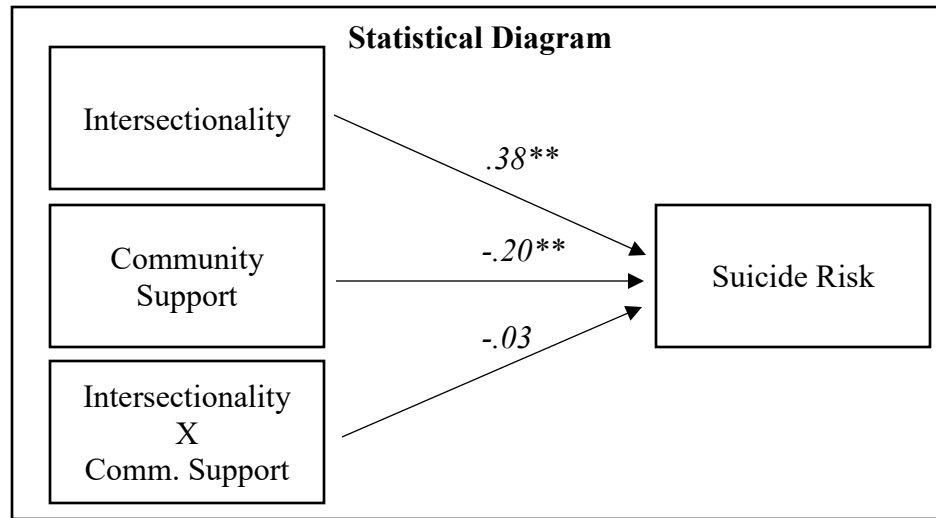 Statistical Diagram
Intersectionality
.38**
Community
Support
-.20**
Suicide Risk
-.03
Intersectionality
X
Comm. Support